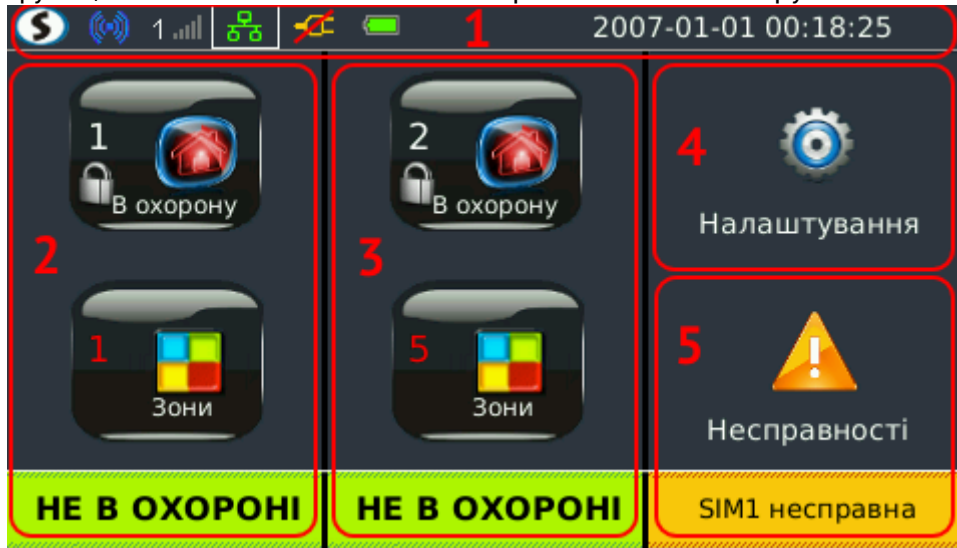 S 1 1 2007-01-01 00:18:25
1
В охорону
2
В охорону
4
Налаштування
2
3
1
Зони
5
Зони
5
Несправності
НЕ В ОХОРОНІ
НЕ В ОХОРОНІ
SIM1 несправна